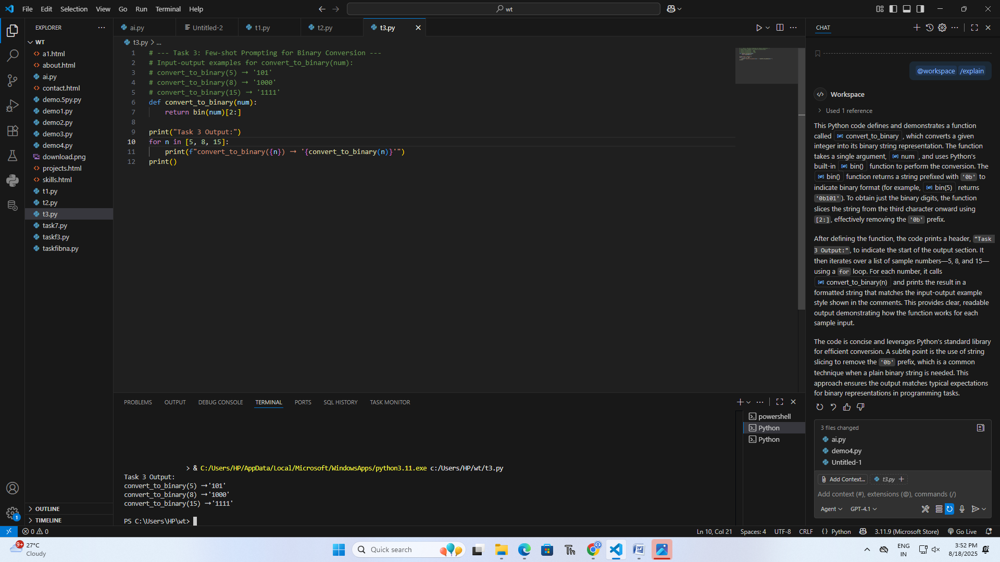 File Edit Selection View Go Run Terminal Help
wt
EXPLORER
WT
a1.html
about.html
ai.py
contact.html
demo.5py.py
demo1.py
demo2.py
demo3.py
demo4.py
download.png
projects.html
skills.html
t1.py
t2.py
t3.py
task7.py
taskf3.py
taskfibna.py
OUTLINE
TIMELINE
ai.py Untitled-2 t1.py t2.py t3.py
t3.py > ...
1 # --- Task 3: Few-shot Prompting for Binary Conversion ---
2 # Input-output examples for convert_to_binary(num):
3 # convert_to_binary(5) → '101'
4 # convert_to_binary(8) → '1000'
5 # convert_to_binary(15) → '1111'
6 def convert_to_binary(num):
7     return bin(num)[2:]
8
9 print("Task 3 Output:")
10 for n in [5, 8, 15]:
11     print(f"convert_to_binary({n}) → '{convert_to_binary(n)}'")
12 print()
PROBLEMS OUTPUT DEBUG CONSOLE TERMINAL PORTS SQL HISTORY TASK MONITOR
powershell
Python
Python
> & C:/Users/HP/AppData/Local/Microsoft/WindowsApps/python3.11.exe c:/Users/HP/wt/t3.py
Task 3 Output:
convert_to_binary(5) →'101'
convert_to_binary(8) →'1000'
convert_to_binary(15) →'1111'
PS C:\Users\HP\wt>
CHAT
@workspace /explain
Workspace
Used 1 reference
This Python code defines and demonstrates a function
called convert_to_binary , which converts a given
integer into its binary string representation. The function
takes a single argument, num , and uses Python's
built-in bin() function to perform the conversion. The
bin() function returns a string prefixed with '0b' to
indicate binary format (for example, bin(5) returns
'0b101'). To obtain just the binary digits, the function
slices the string from the third character onward using
[2:], effectively removing the '0b' prefix.
After defining the function, the code prints a header, "Task
3 Output:", to indicate the start of the output section. It
then iterates over a list of sample numbers—5, 8, and 15—
using a for loop. For each number, it calls
convert_to_binary(n) and prints the result in a
formatted string that matches the input-output example
style shown in the comments. This provides clear, readable
output demonstrating how the function works for each
sample input.
The code is concise and leverages Python's standard library
for efficient conversion. A subtle point is the use of string
slicing to remove the '0b' prefix, which is a common
technique when a plain binary string is needed. This
approach ensures the output matches typical expectations
for binary representations in programming tasks.
3 files changed
ai.py
demo4.py
Untitled-1
Add Context... t3.py
Add context (#), extensions (@), commands (/)
Agent GPT-4.1
1
0 0
Ln 10, Col 21 Spaces: 4 UTF-8 CRLF {} Python 3.11.9 (Microsoft Store) Go Live
9+
27°C
Cloudy
Quick search
ENG
IN
3:52 PM
8/18/2025